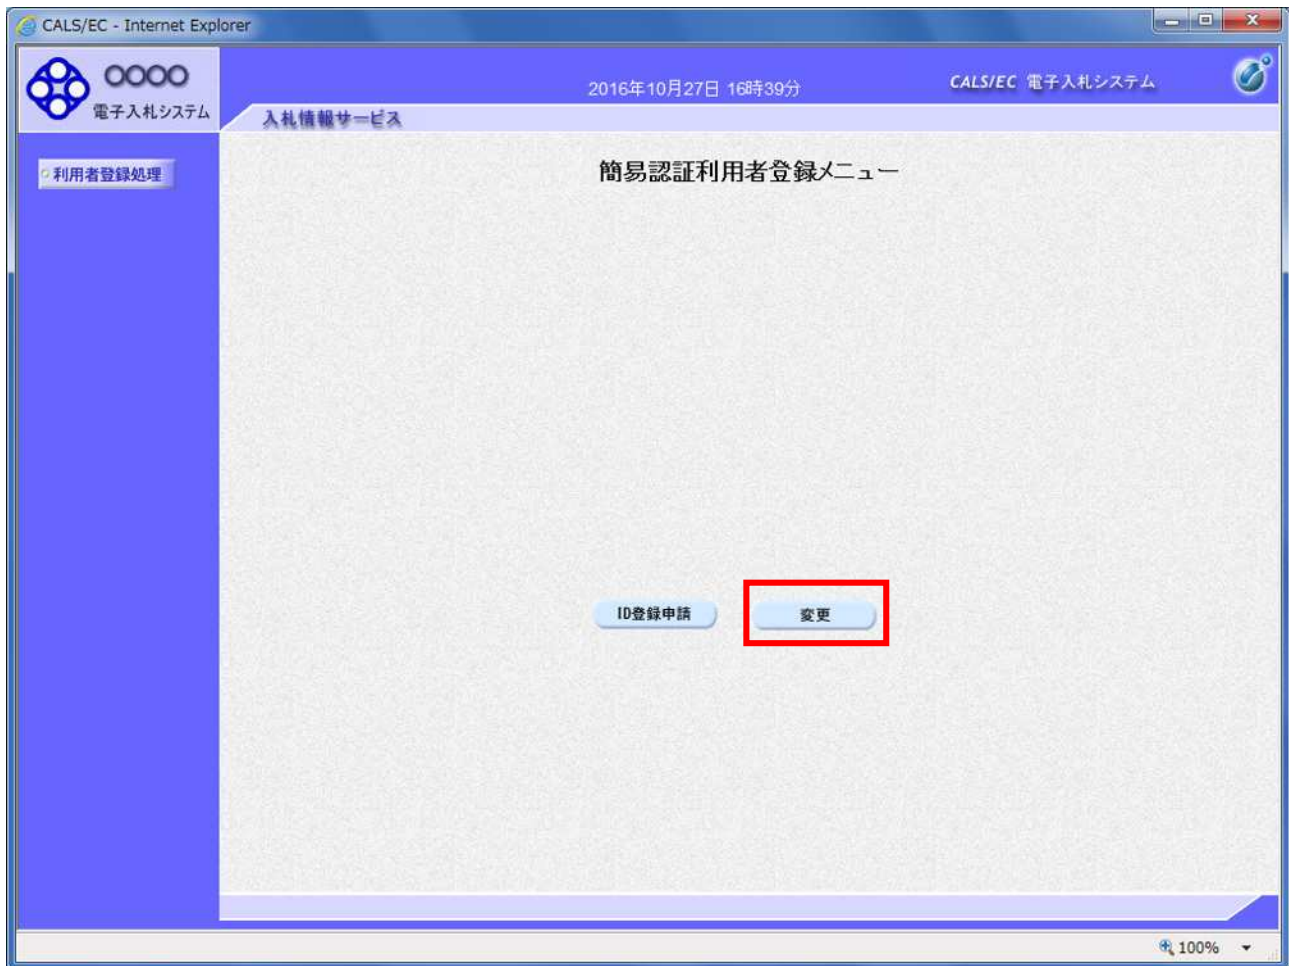 CALS/EC - Internet Explorer
〇〇〇〇
電子入札システム
2016年10月27日 16時39分
CALS/EC 電子入札システム
入札情報サービス
利用者登録処理
簡易認証利用者登録メニュー
ID登録申請
変更
100%